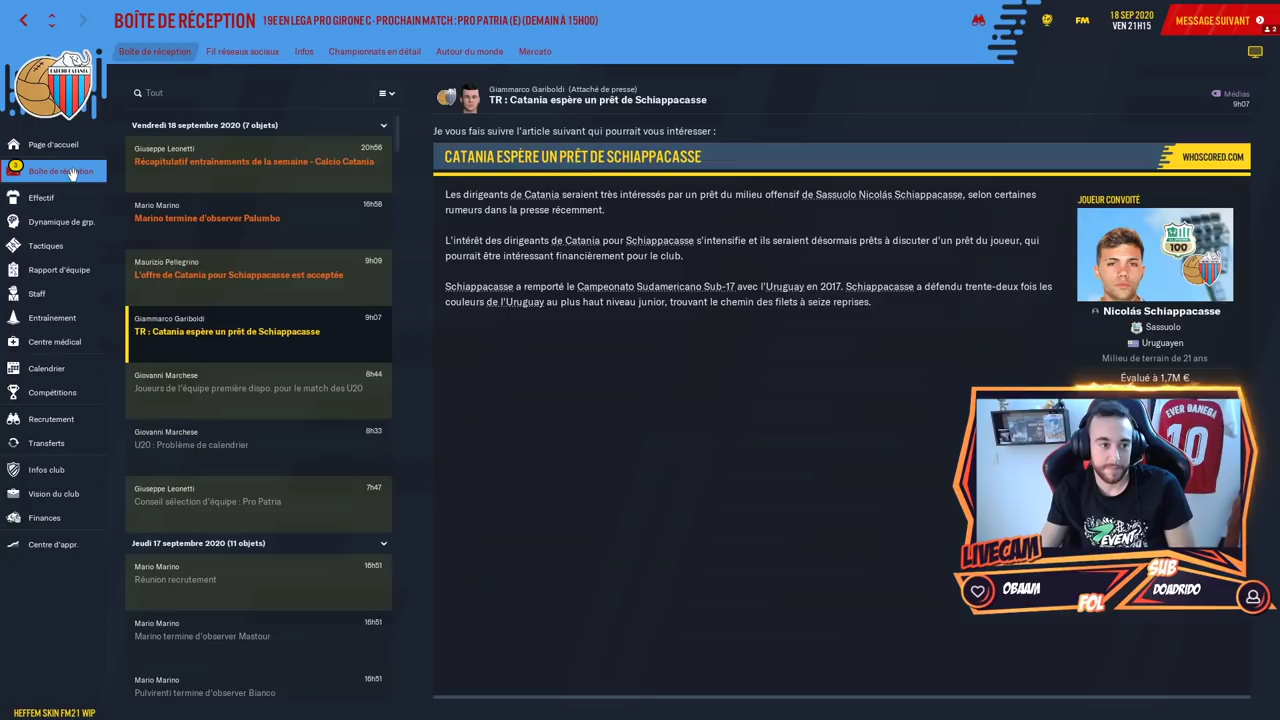 BOÎTE DE RÉCEPTION
19E EN LEGA PRO GIRONE C - PROCHAIN MATCH : PRO PATRIA (E) (DEMAIN À 15H00)
FM
18 SEP 2020
VEN 21H15
MESSAGE SUIVANT
2
Boîte de réception
Fil réseaux sociaux
Infos
Championnats en détail
Autour du monde
Mercato
CALCIO CATANIA
Page d'accueil
3
Boîte de réception
Effectif
Dynamique de grp.
Tactiques
Rapport d'équipe
Staff
Entraînement
Centre médical
Calendrier
Compétitions
Recrutement
Transferts
Infos club
Vision du club
Finances
Centre d'appr.
HEFFEM SKIN FM21 WIP
Tout
Vendredi 18 septembre 2020 (7 objets)
Giuseppe Leonetti 20h56
Récapitulatif entraînements de la semaine - Calcio Catania
Mario Marino 16h58
Marino termine d'observer Palumbo
Maurizio Pellegrino 9h09
L'offre de Catania pour Schiappacasse est acceptée
Giammarco Gariboldi 9h07
TR : Catania espère un prêt de Schiappacasse
Giovanni Marchese 8h44
Joueurs de l'équipe première dispo. pour le match des U20
Giovanni Marchese 8h33
U20 : Problème de calendrier
Giuseppe Leonetti 7h47
Conseil sélection d'équipe : Pro Patria
Jeudi 17 septembre 2020 (11 objets)
Mario Marino 16h51
Réunion recrutement
Mario Marino 16h51
Marino termine d'observer Mastour
Mario Marino 16h51
Pulvirenti termine d'observer Bianco
Giammarco Gariboldi (Attaché de presse)
TR : Catania espère un prêt de Schiappacasse
Médias
9h07
Je vous fais suivre l'article suivant qui pourrait vous intéresser :
CATANIA ESPÈRE UN PRÊT DE SCHIAPPACASSE
WHOSCORED.COM
Les dirigeants de Catania seraient très intéressés par un prêt du milieu offensif de Sassuolo Nicolás Schiappacasse, selon certaines
rumeurs dans la presse récemment.
L'intérêt des dirigeants de Catania pour Schiappacasse s'intensifie et ils seraient désormais prêts à discuter d'un prêt du joueur, qui
pourrait être intéressant financièrement pour le club.
Schiappacasse a remporté le Campeonato Sudamericano Sub-17 avec l'Uruguay en 2017. Schiappacasse a défendu trente-deux fois les
couleurs de l'Uruguay au plus haut niveau junior, trouvant le chemin des filets à seize reprises.
JOUEUR CONVOITÉ
100
Nicolás Schiappacasse
Sassuolo
Uruguayen
Milieu de terrain de 21 ans
Évalué à 1,7M €
EVER BANEGA
10
EVENT
LIVECAM
OBAAM
FOL
SUB
DOADRIDO